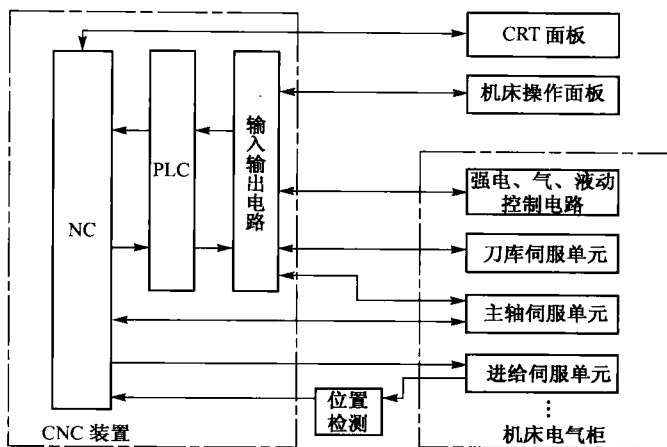 CRT 面板
机床操作面板
NC
PLC
输入输出电路
强电、气、液动
控制电路
刀库伺服单元
主轴伺服单元
进给伺服单元
位置
检测
CNC 装置
机床电气柜